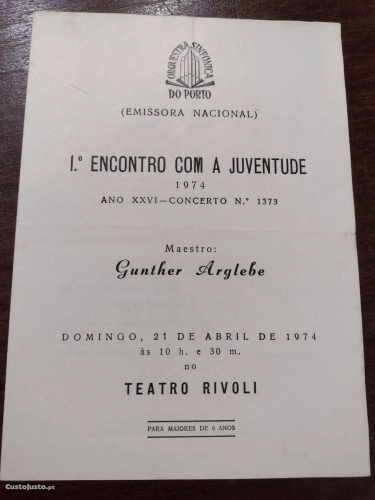 ORQUESTRA SINFONICA
DO PORTO
(EMISSORA NACIONAL)
1.º ENCONTRO COM A JUVENTUDE
1974
ANO XXVI — CONCERTO N.º 1373
Maestro:
Gunther Arglebe
DOMINGO, 21 DE ABRIL DE 1974
às 10 h. e 30 m.
no
TEATRO RIVOLI
PARA MAIORES DE 6 ANOS
CustoJusto.pt